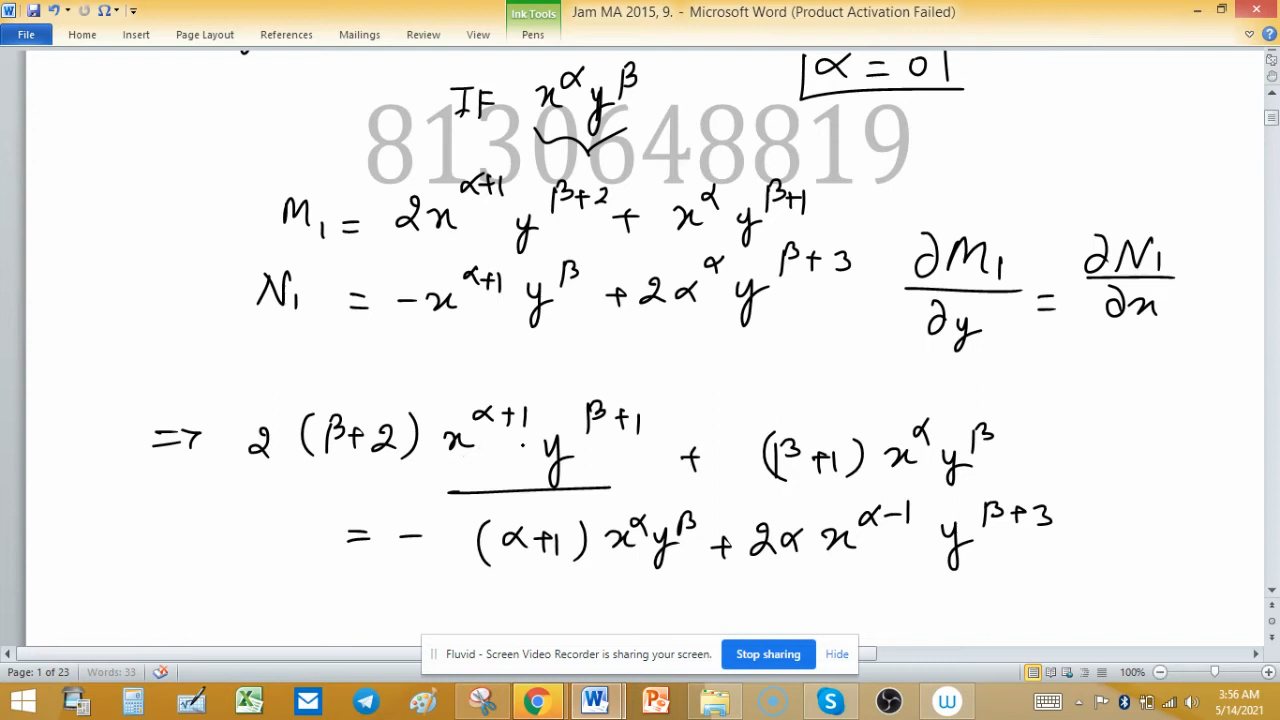 Ink Tools
Jam MA 2015, 9. - Microsoft Word (Product Activation Failed)
File Home Insert Page Layout References Mailings Review View Pens
α = 0
IF x^α y^β
8130648819
M₁ = 2x^(α+1) y^(β+2) + x^α y^(β+1)
N₁ = -x^(α+1) y^β + 2α^α y^(β+3) ∂M₁/∂y = ∂N₁/∂x
=> 2 (β+2) x^(α+1) · y^(β+1) + (β+1) x^α y^β
= - (α+1) x^α y^β + 2α x^(α-1) y^(β+3)
Fluvid - Screen Video Recorder is sharing your screen. Stop sharing Hide
Page: 1 of 23 Words: 33 100%
3:56 AM
5/14/2021